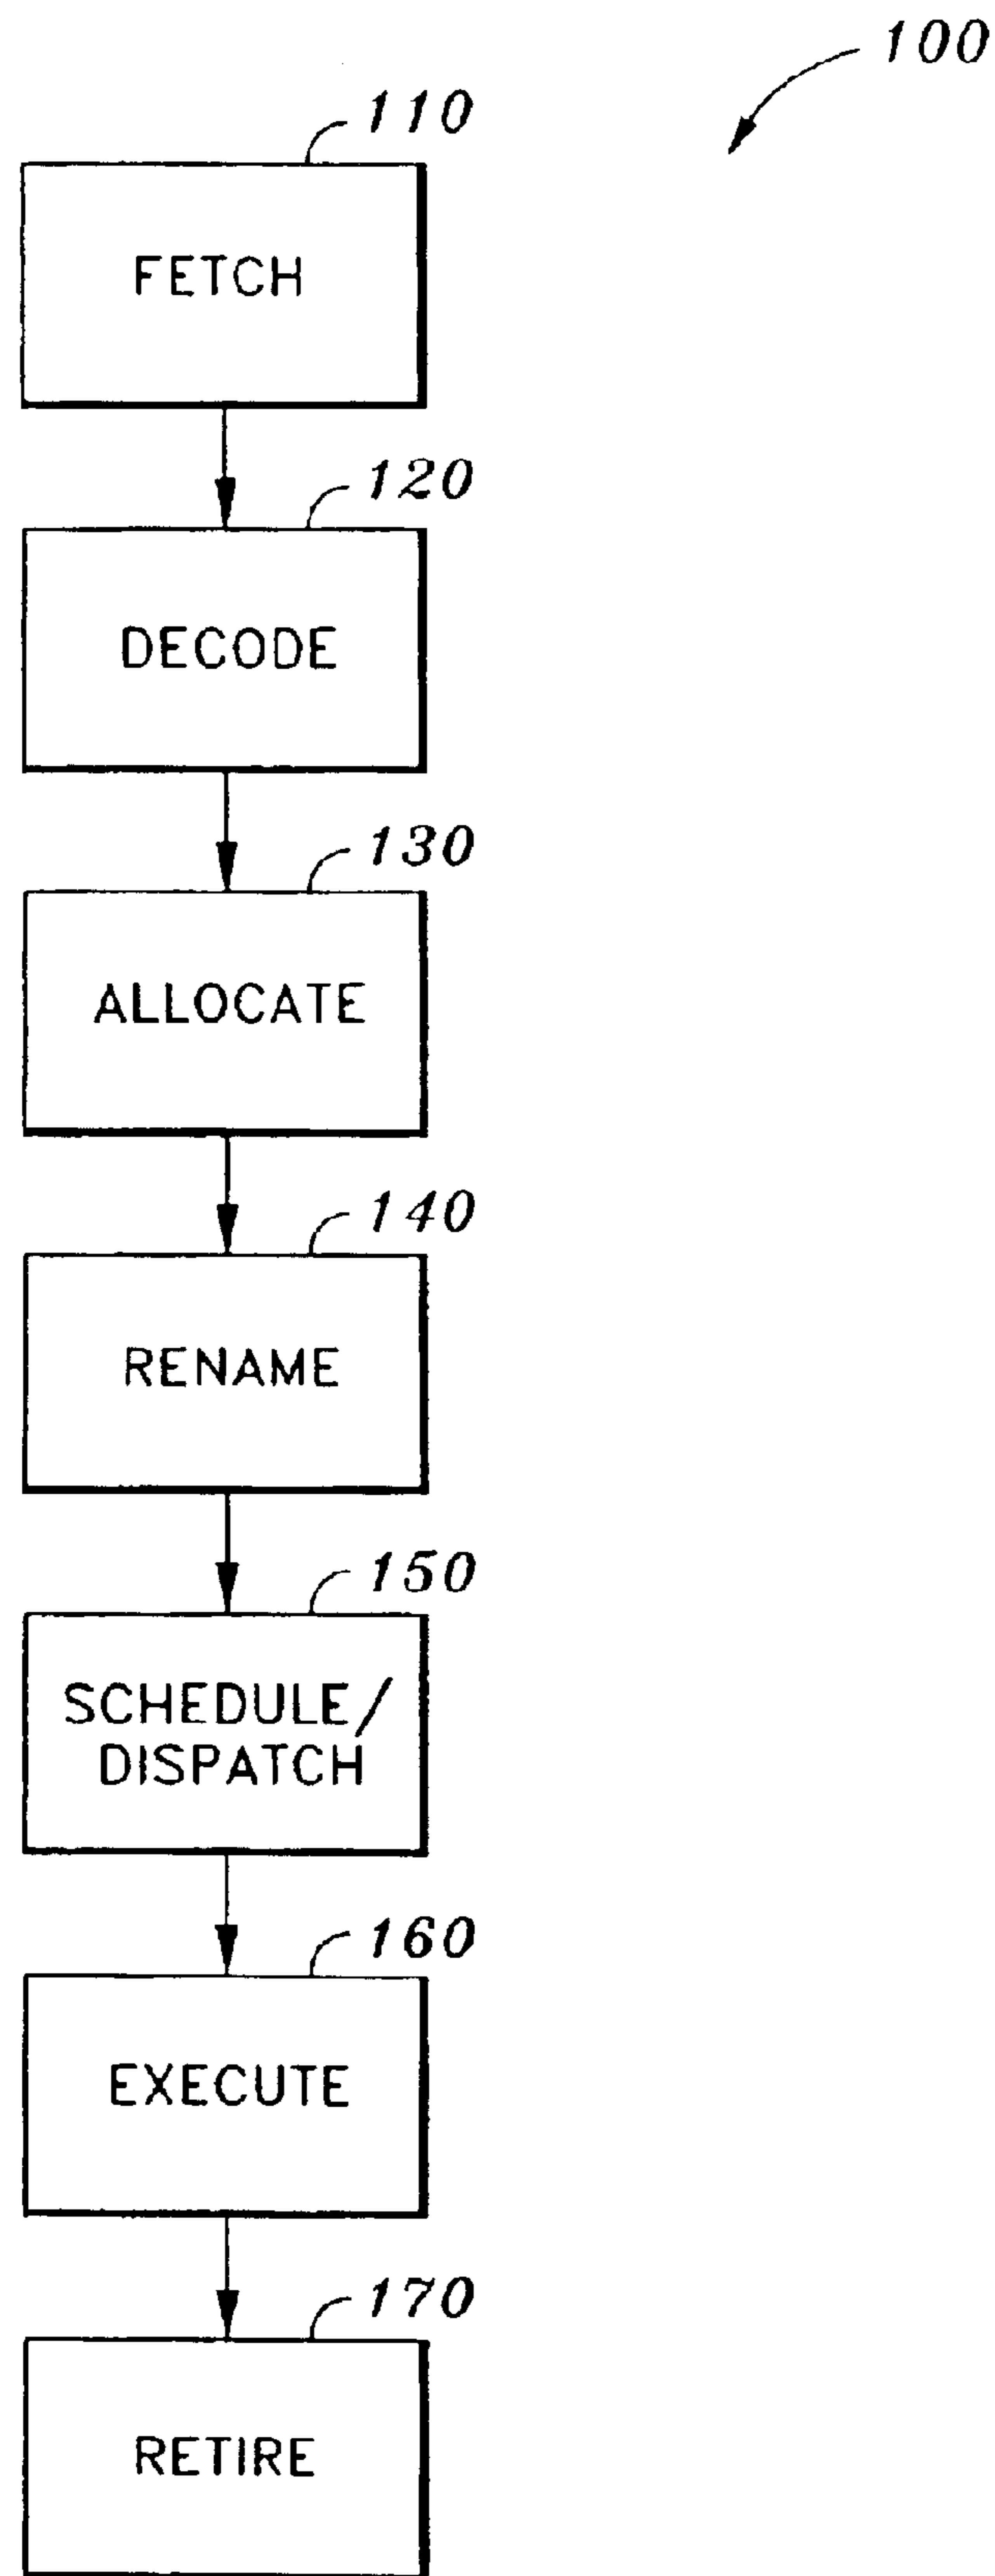 100
110
FETCH
120
DECODE
130
ALLOCATE
140
RENAME
150
SCHEDULE/
DISPATCH
160
EXECUTE
170
RETIRE